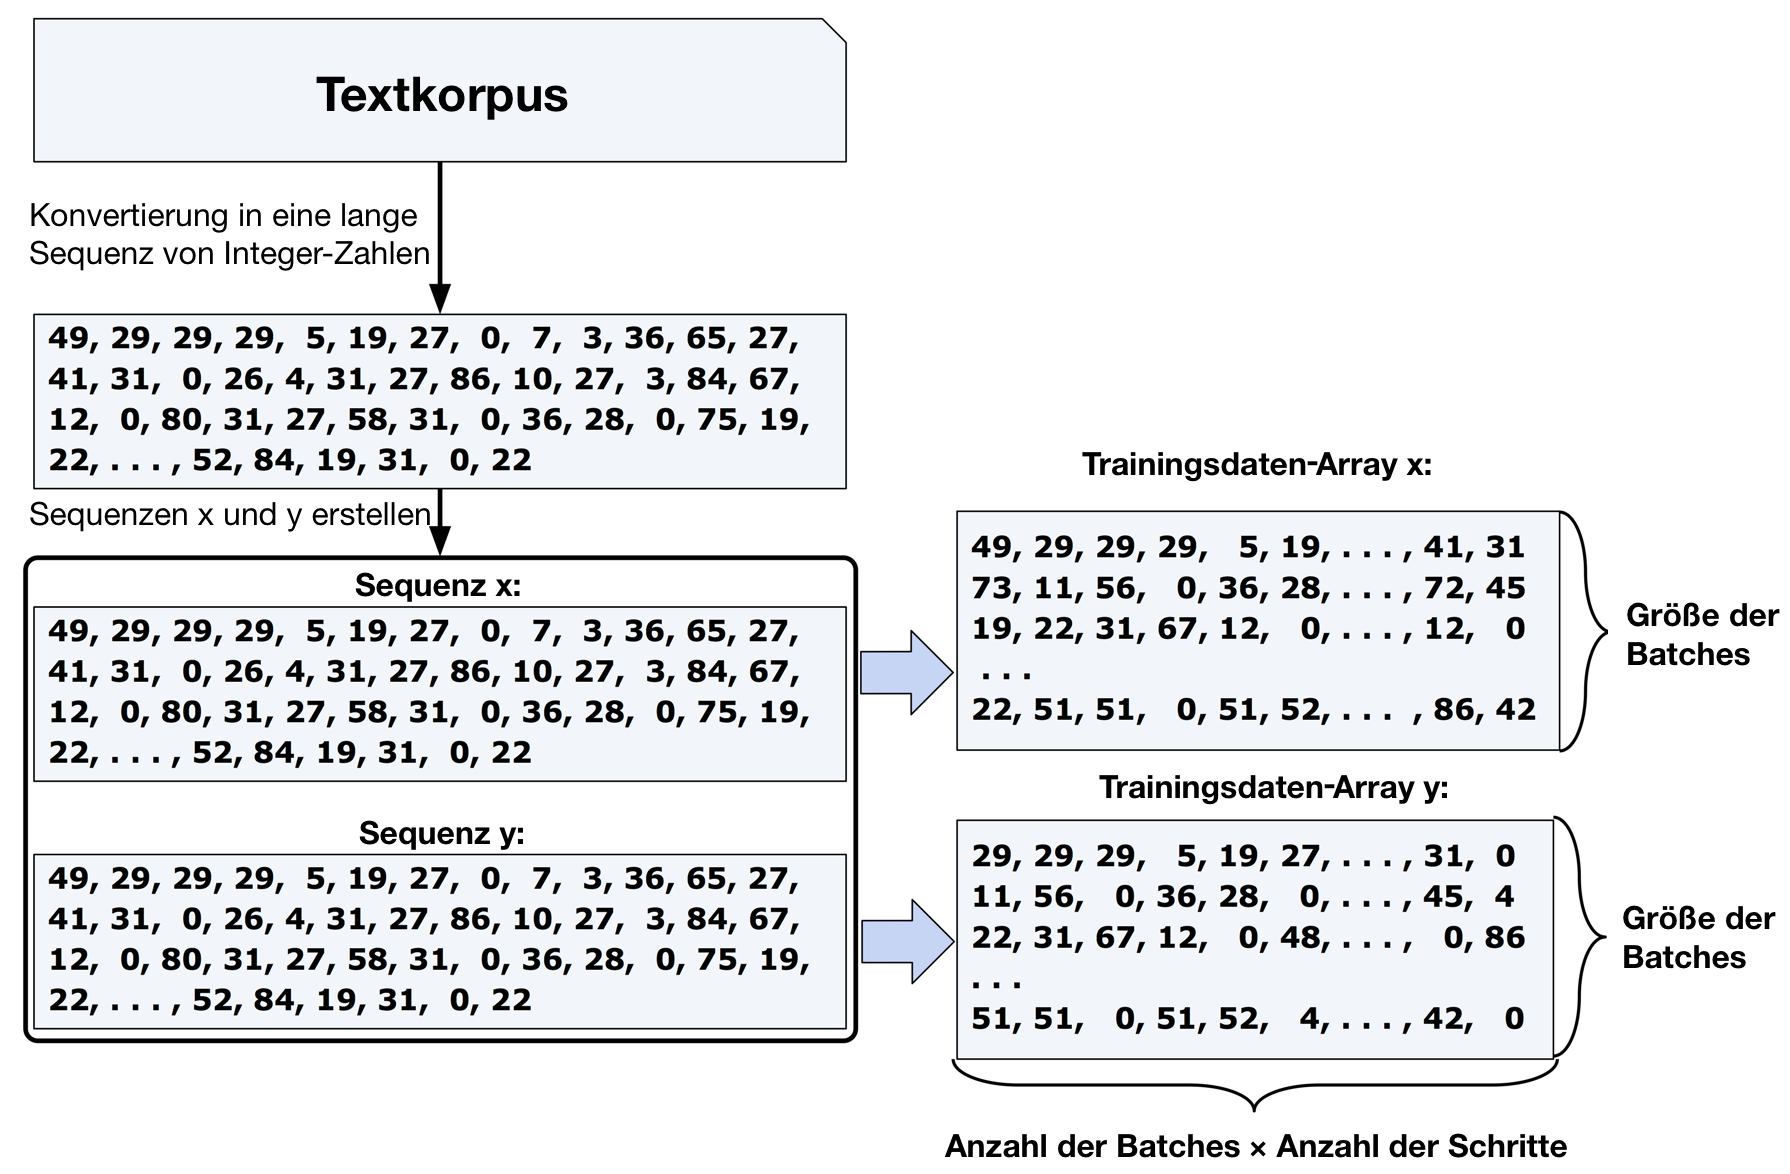 Textkorpus
Konvertierung in eine lange
Sequenz von Integer-Zahlen
49, 29, 29, 29, 5, 19, 27, 0, 7, 3, 36, 65, 27,
41, 31, 0, 26, 4, 31, 27, 86, 10, 27, 3, 84, 67,
12, 0, 80, 31, 27, 58, 31, 0, 36, 28, 0, 75, 19,
22, . . . , 52, 84, 19, 31, 0, 22
Sequenzen x und y erstellen
Sequenz x:
49, 29, 29, 29, 5, 19, 27, 0, 7, 3, 36, 65, 27,
41, 31, 0, 26, 4, 31, 27, 86, 10, 27, 3, 84, 67,
12, 0, 80, 31, 27, 58, 31, 0, 36, 28, 0, 75, 19,
22, . . . , 52, 84, 19, 31, 0, 22
Sequenz y:
49, 29, 29, 29, 5, 19, 27, 0, 7, 3, 36, 65, 27,
41, 31, 0, 26, 4, 31, 27, 86, 10, 27, 3, 84, 67,
12, 0, 80, 31, 27, 58, 31, 0, 36, 28, 0, 75, 19,
22, . . . , 52, 84, 19, 31, 0, 22
Trainingsdaten-Array x:
49, 29, 29, 29, 5, 19, . . . , 41, 31
73, 11, 56, 0, 36, 28, . . . , 72, 45
19, 22, 31, 67, 12, 0, . . . , 12, 0
. . .
22, 51, 51, 0, 51, 52, . . . , 86, 42
Größe der
Batches
Trainingsdaten-Array y:
29, 29, 29, 5, 19, 27, . . . , 31, 0
11, 56, 0, 36, 28, 0, . . . , 45, 4
22, 31, 67, 12, 0, 48, . . . , 0, 86
. . .
51, 51, 0, 51, 52, 4, . . . , 42, 0
Größe der
Batches
Anzahl der Batches × Anzahl der Schritte